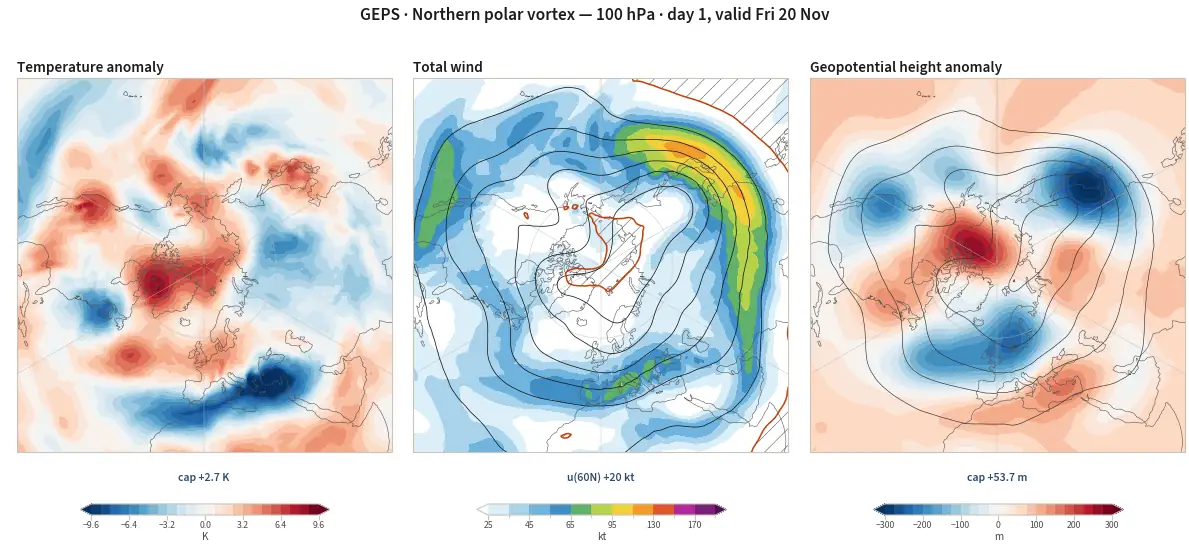 GEPS · Northern polar vortex — 100 hPa · day 1, valid Fri 20 Nov
Temperature anomaly
Total wind
Geopotential height anomaly
cap +2.7 K
u(60N) +20 kt
cap +53.7 m
−9.6 −6.4 −3.2 0.0 3.2 6.4 9.6
K
25 45 65 95 130 170
kt
−300 −200 −100 0 100 200 300
m